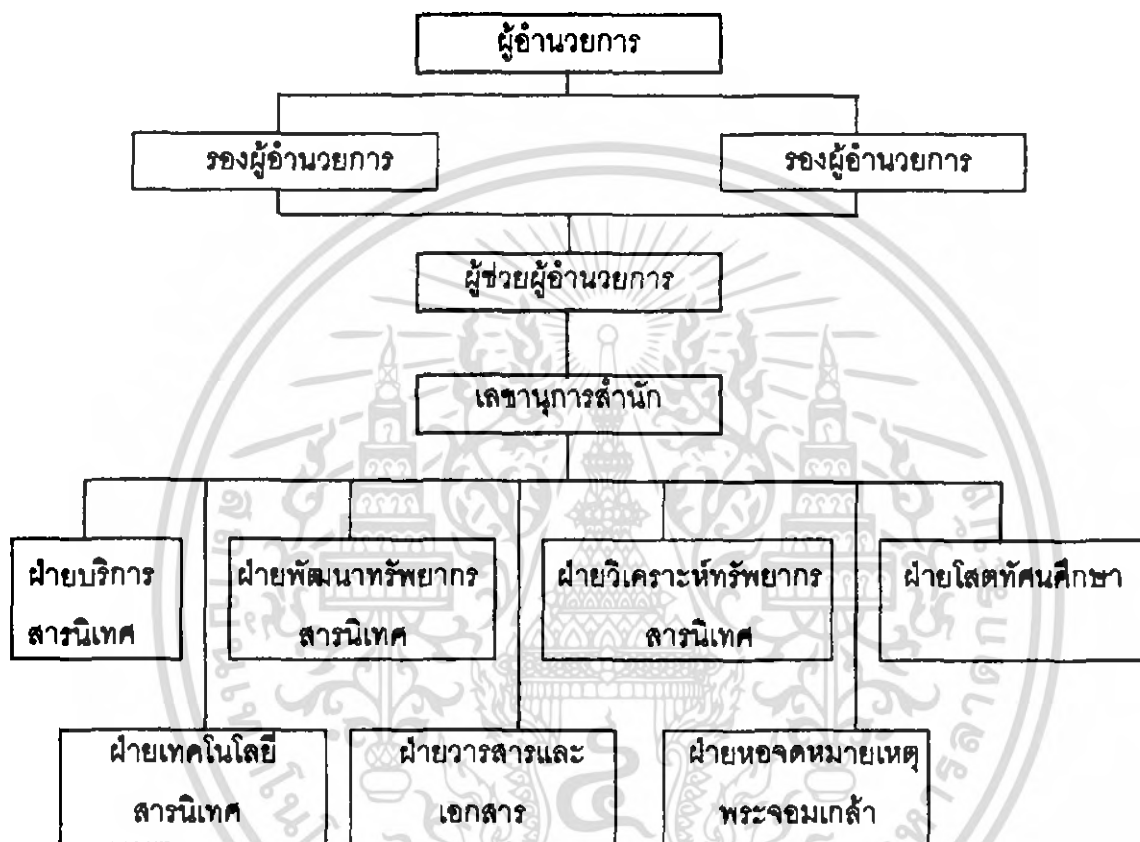 ผู้อำนวยการ
รองผู้อำนวยการ
รองผู้อำนวยการ
ผู้ช่วยผู้อำนวยการ
เลขานุการสำนัก
ฝ่ายบริการ
สารนิเทศ
ฝ่ายพัฒนาทรัพยากร
สารนิเทศ
ฝ่ายวิเคราะห์ทรัพยากร
สารนิเทศ
ฝ่ายโสตทัศนศึกษา
ฝ่ายเทคโนโลยี
สารนิเทศ
ฝ่ายวารสารและ
เอกสาร
ฝ่ายหอจดหมายเหตุ
พระจอมเกล้า